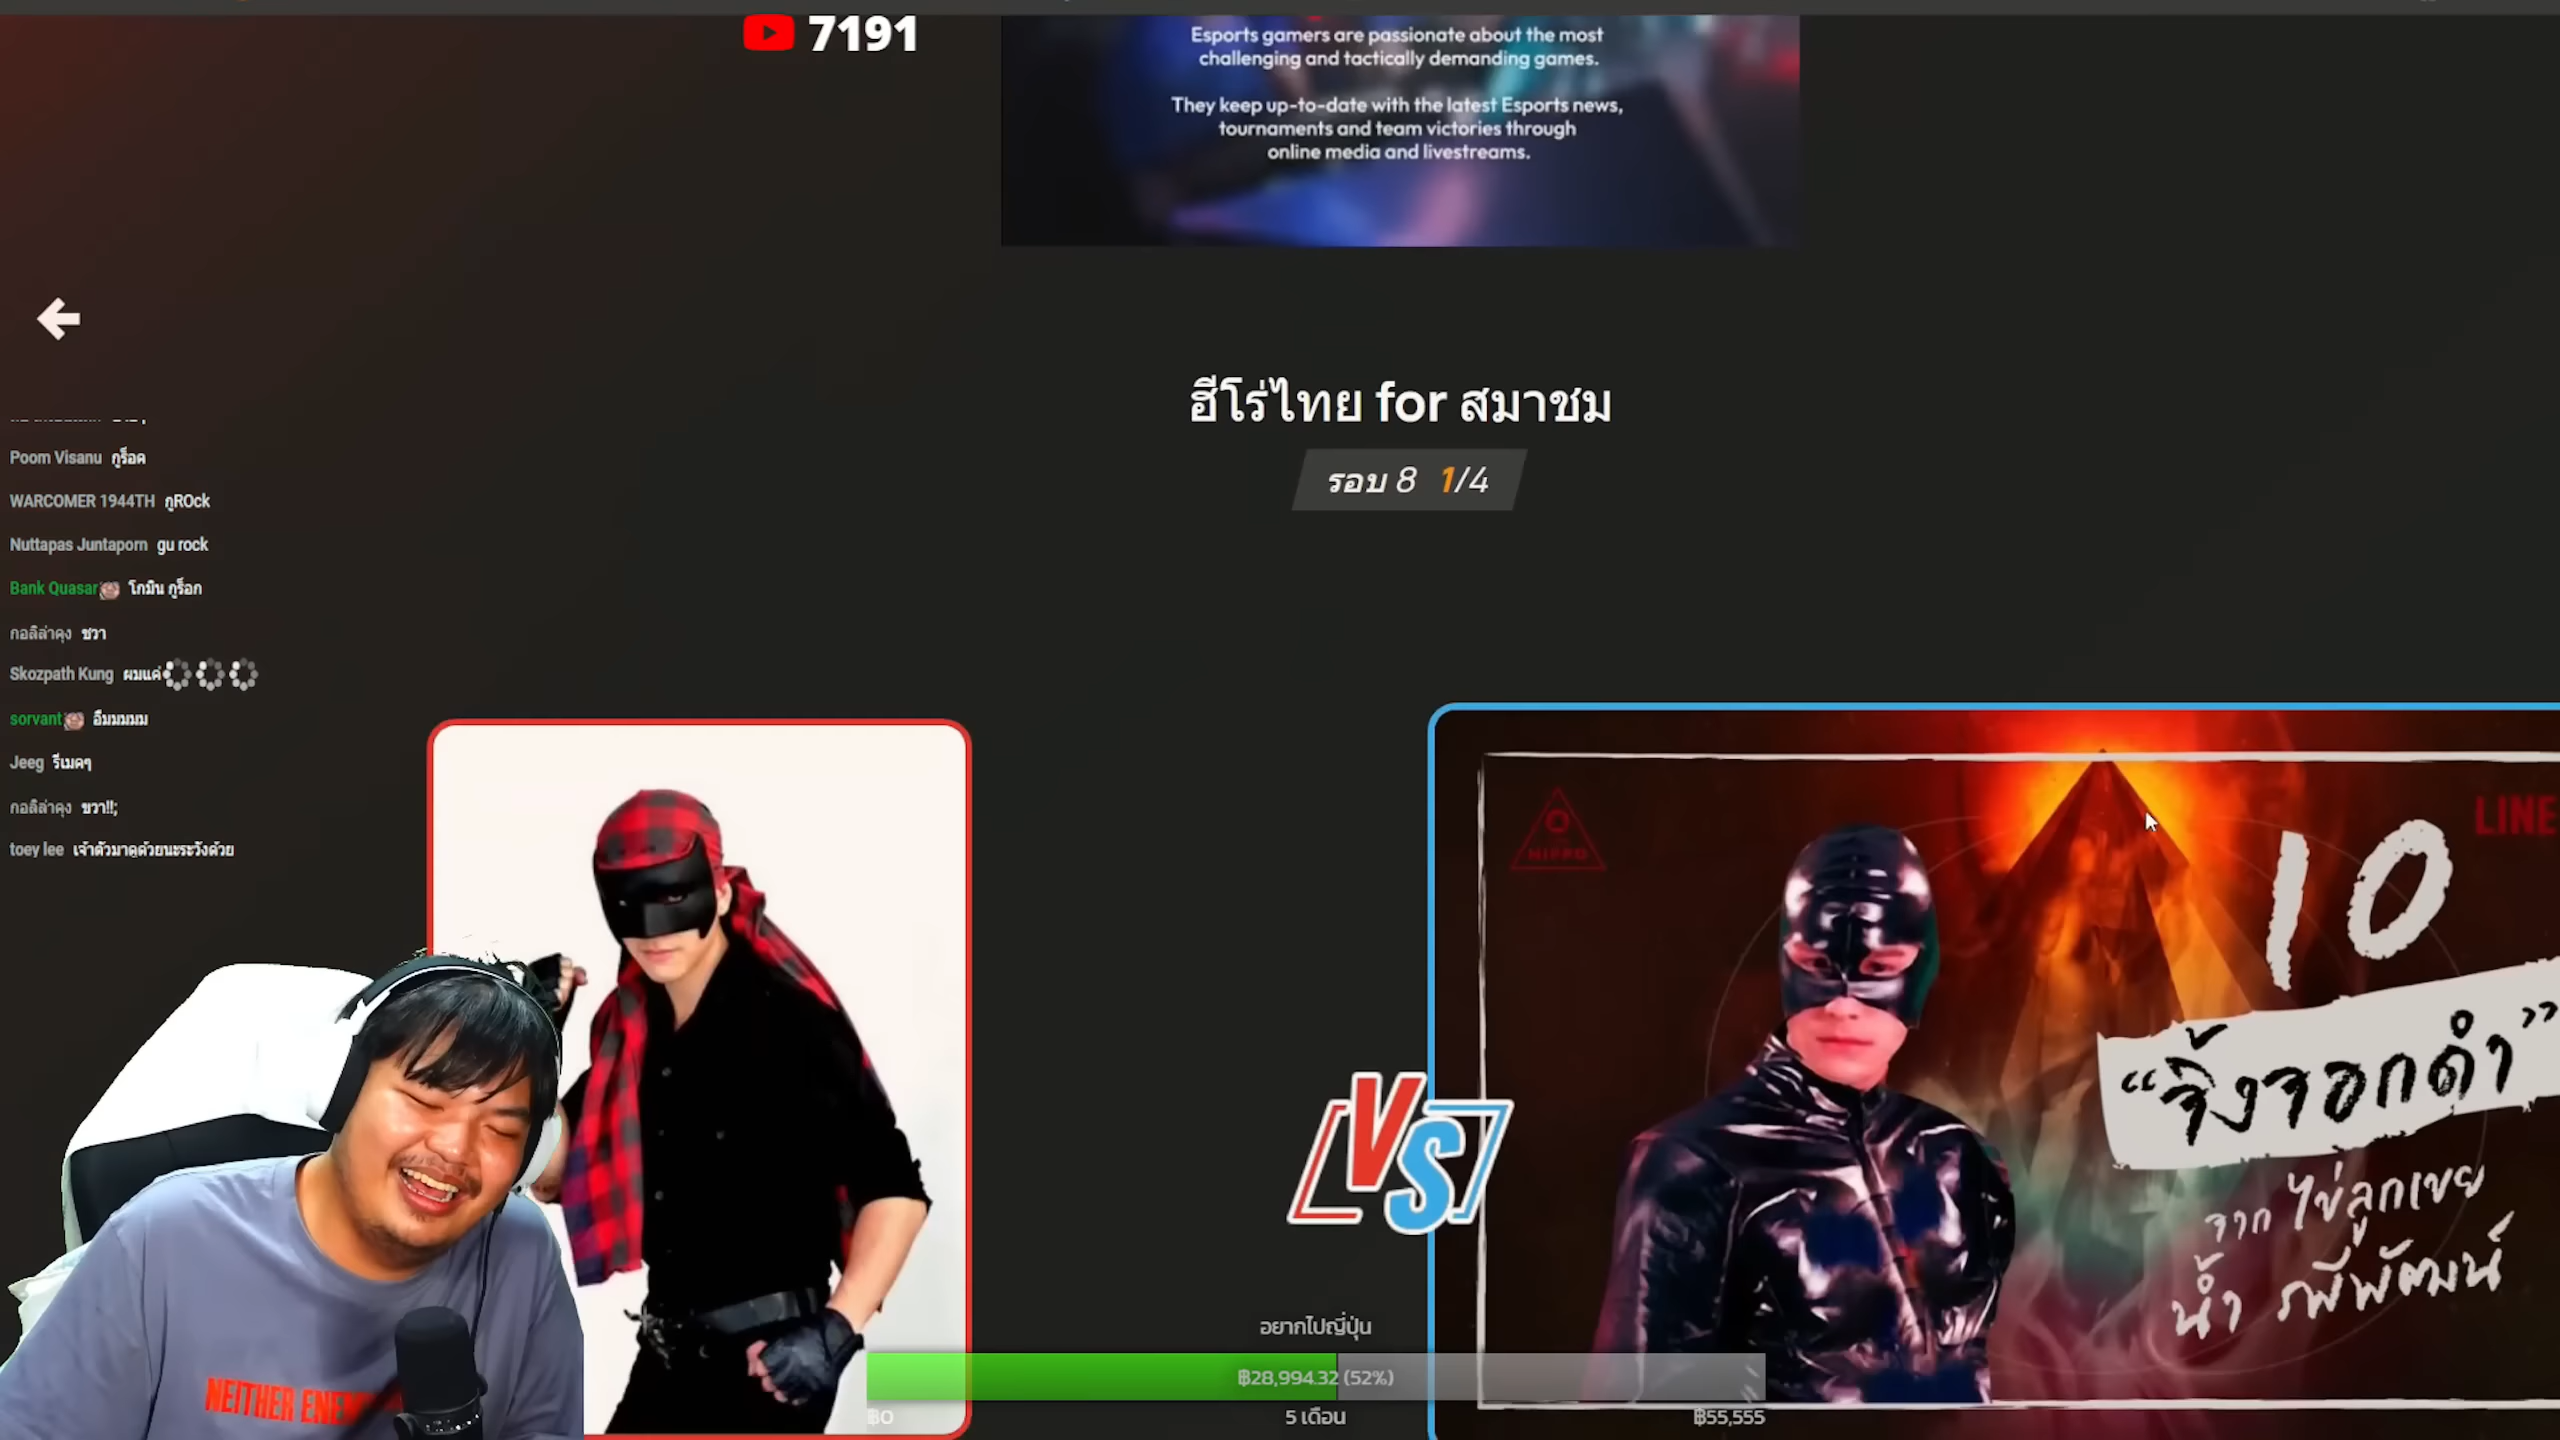 7191
Esports gamers are passionate about the most
challenging and tactically demanding games.
They keep up-to-date with the latest Esports news,
tournaments and team victories through
online media and livestreams.
ฮีโร่ไทย for สมาชม
รอบ 8 1/4
Poom Visanu กูร็อค
WARCOMER 1944TH กูROck
Nuttapas Juntaporn gu rock
Bank Quasar โกมิน กูร็อก
กอลิล่าคุง ชวา
Skozpath Kung ผมแค่
sorvant อืมมมมม
Jeeg รีเมคๆ
กอลิล่าคุง ขวา!!;
toey lee เจ้าตัวมาดูด้วยนะระวังด้วย
HIPPO
LINE
10
“จิ้งจอกดำ”
จาก ไข่ลูกเขย
น้ำ รพีพัฒน์
VS
NEITHER ENE
อยากไปญี่ปุ่น
฿28,994.32 (52%)
฿0
5 เดือน
฿55,555